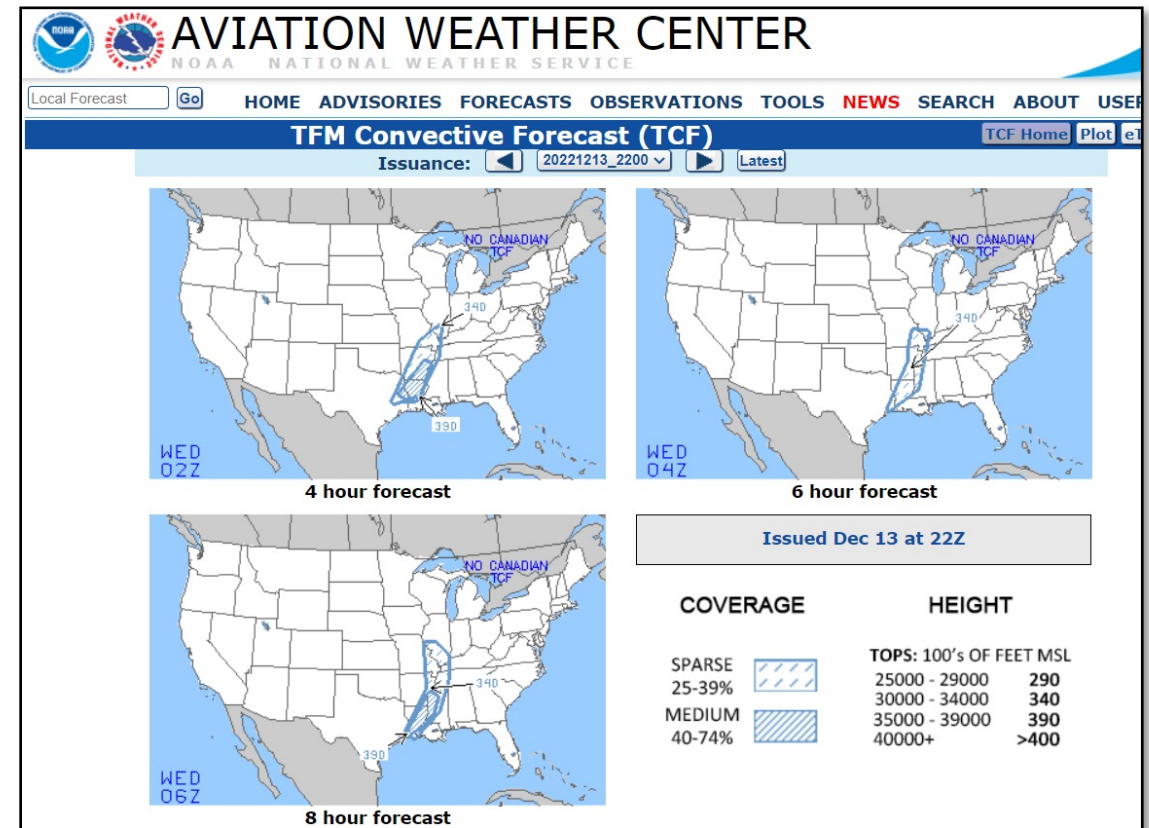 NOAA
AVIATION WEATHER CENTER
NOAA NATIONAL WEATHER SERVICE
Local Forecast Go HOME ADVISORIES FORECASTS OBSERVATIONS TOOLS NEWS SEARCH ABOUT USER
TFM Convective Forecast (TCF) TCF Home Plot eT
Issuance: 20221213_2200 Latest
NO CANADIAN
TCF
340
390
WED
02Z
4 hour forecast
NO CANADIAN
TCF
340
WED
04Z
6 hour forecast
NO CANADIAN
TCF
340
390
WED
06Z
8 hour forecast
Issued Dec 13 at 22Z
COVERAGE HEIGHT
TOPS: 100's OF FEET MSL
SPARSE
25-39%
MEDIUM
40-74%
25000 - 29000 290
30000 - 34000 340
35000 - 39000 390
40000+ >400